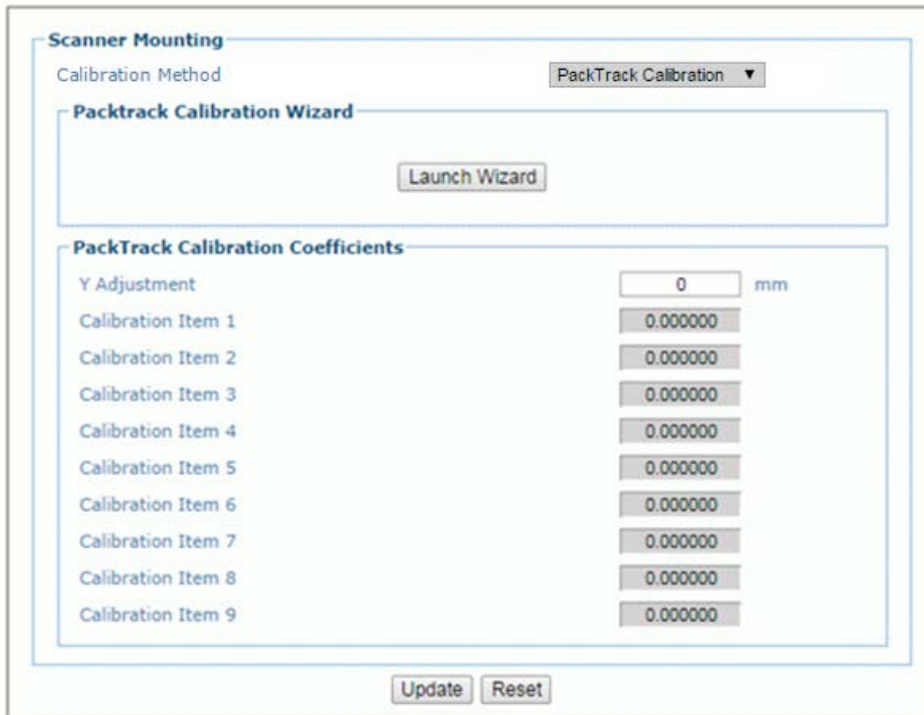 Scanner Mounting
Calibration Method PackTrack Calibration ▼
Packtrack Calibration Wizard
Launch Wizard
PackTrack Calibration Coefficients
Y Adjustment 0 mm
Calibration Item 1 0.000000
Calibration Item 2 0.000000
Calibration Item 3 0.000000
Calibration Item 4 0.000000
Calibration Item 5 0.000000
Calibration Item 6 0.000000
Calibration Item 7 0.000000
Calibration Item 8 0.000000
Calibration Item 9 0.000000
Update Reset